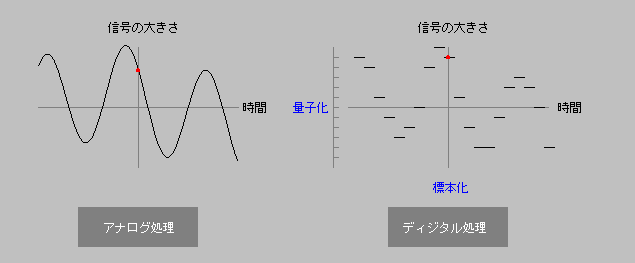 信号の大きさ
時間
アナログ処理
信号の大きさ
量子化
時間
標本化
ディジタル処理